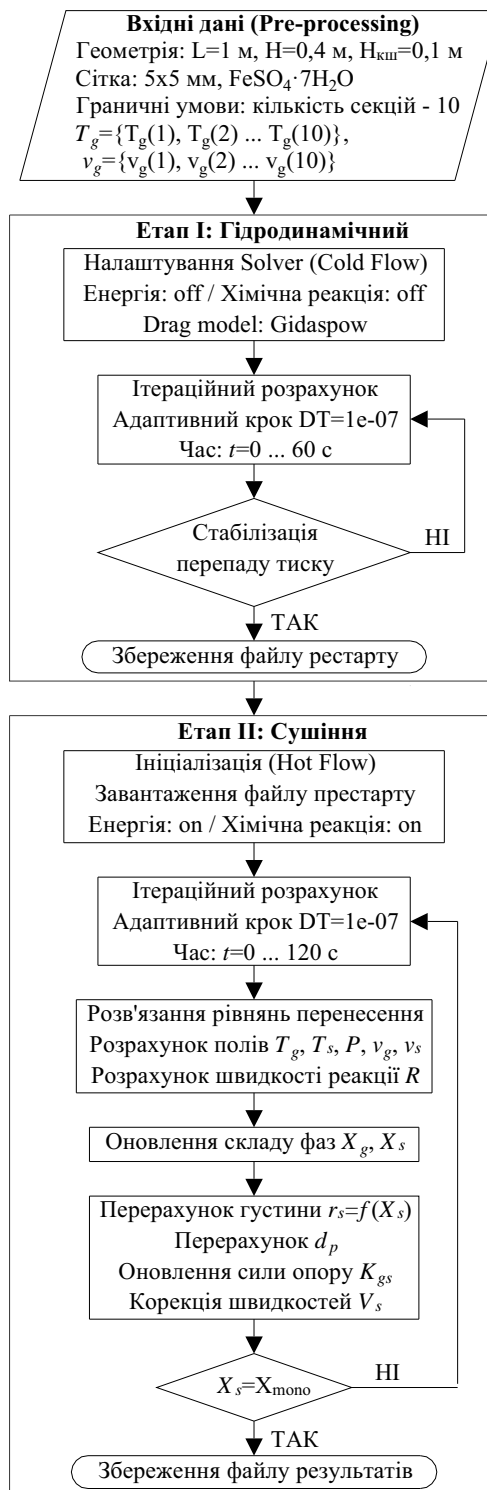 Вхідні дані (Pre-processing)
Геометрія: L=1 м, H=0,4 м, Hкш=0,1 м
Сітка: 5x5 мм, FeSO₄·7H₂O
Граничні умови: кількість секцій - 10
Tg={Tg(1), Tg(2) ... Tg(10)},
vg={vg(1), vg(2) ... vg(10)}
Етап I: Гідродинамічний
Налаштування Solver (Cold Flow)
Енергія: off / Хімічна реакція: off
Drag model: Gidaspow
Ітераційний розрахунок
Адаптивний крок DT=1e-07
Час: t=0 ... 60 с
Стабілізація
перепаду тиску
НІ
ТАК
Збереження файлу рестарту
Етап II: Сушіння
Ініціалізація (Hot Flow)
Завантаження файлу престарту
Енергія: on / Хімічна реакція: on
Ітераційний розрахунок
Адаптивний крок DT=1e-07
Час: t=0 ... 120 с
Розв'язання рівнянь перенесення
Розрахунок полів Tg, Ts, P, vg, vs
Розрахунок швидкості реакції R
Оновлення складу фаз Xg, Xs
Перерахунок густини rs=f(Xs)
Перерахунок dp
Оновлення сили опору Kgs
Корекція швидкостей Vs
Xs=Xmono
НІ
ТАК
Збереження файлу результатів